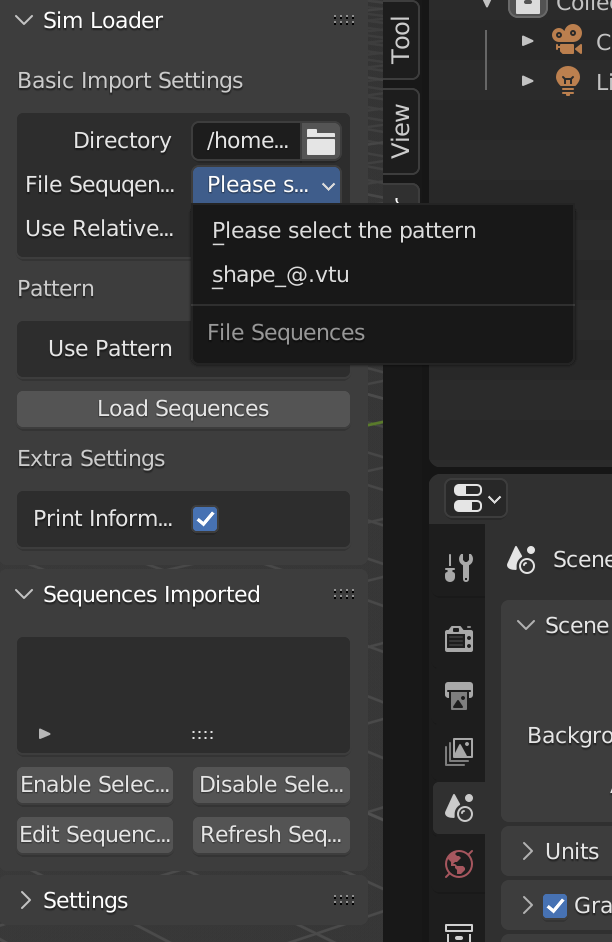 Sim Loader
Basic Import Settings
Directory
/home...
File Sequqen...
Please s...
Use Relative...
Please select the pattern
shape_@.vtu
File Sequences
Pattern
Use Pattern
Load Sequences
Extra Settings
Print Inform...
Sequences Imported
Enable Selec...
Disable Sele...
Edit Sequenc...
Refresh Seq...
Settings
Tool
View
Collec
C
Li
Scene
Scene
Backgro
Units
Gra